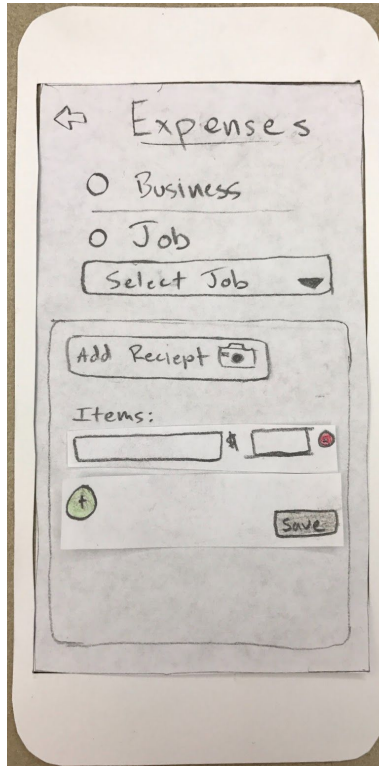 Expenses
Business
Job
Select Job
Add Reciept
Items:
$
+
Save